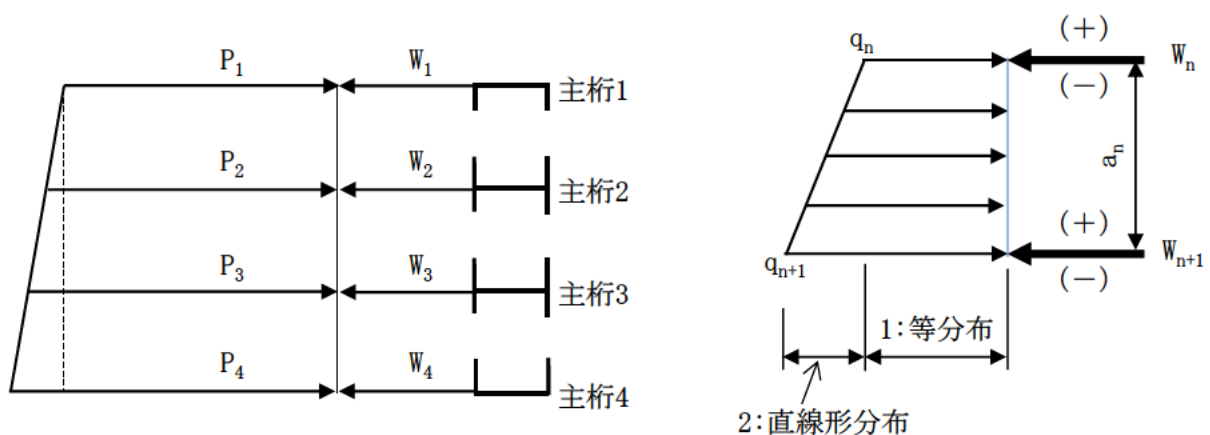 P1 W1 主桁1
P2 W2 主桁2
P3 W3 主桁3
P4 W4 主桁4
qn (+) Wn
(-)
an
(+)
qn+1 (-) Wn+1
1:等分布
2:直線形分布